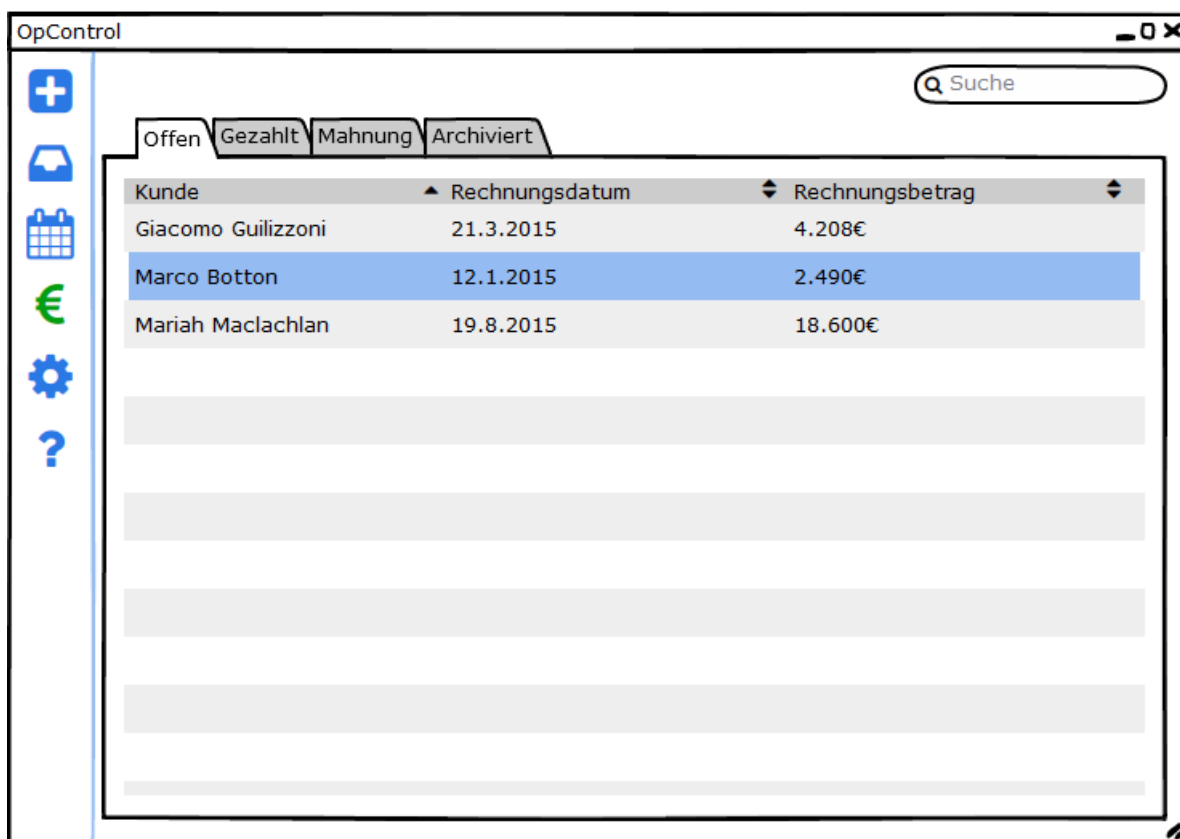 OpControl
Suche
Offen Gezahlt Mahnung Archiviert
Kunde Rechnungsdatum Rechnungsbetrag
Giacomo Guilizzoni 21.3.2015 4.208€
Marco Botton 12.1.2015 2.490€
Mariah Maclachlan 19.8.2015 18.600€